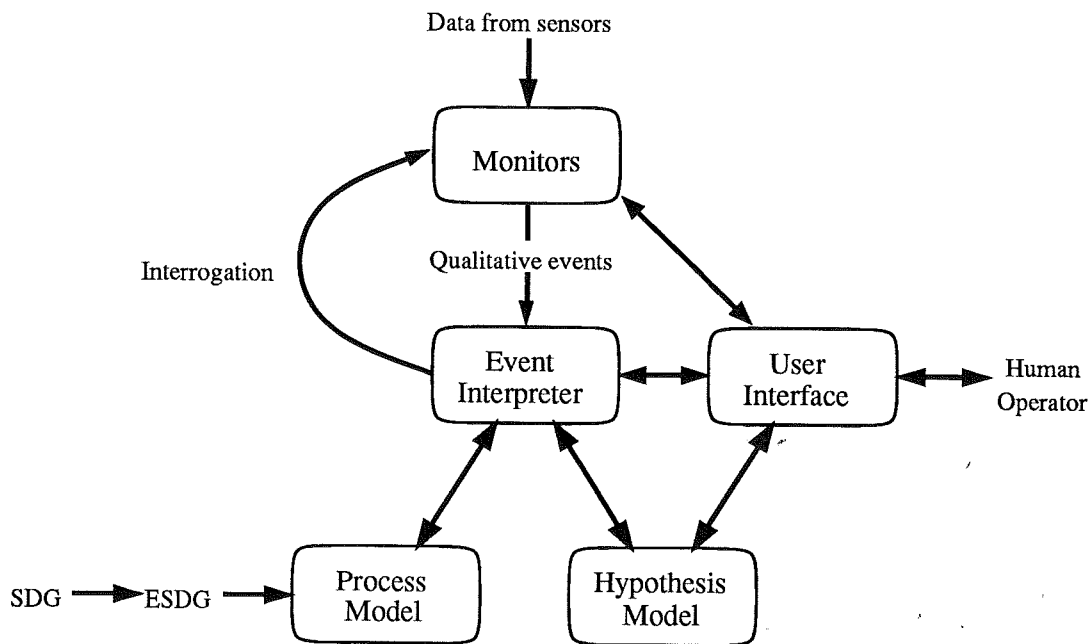 Data from sensors
Monitors
Interrogation
Qualitative events
Event
Interpreter
User
Interface
Human
Operator
SDG
ESDG
Process
Model
Hypothesis
Model